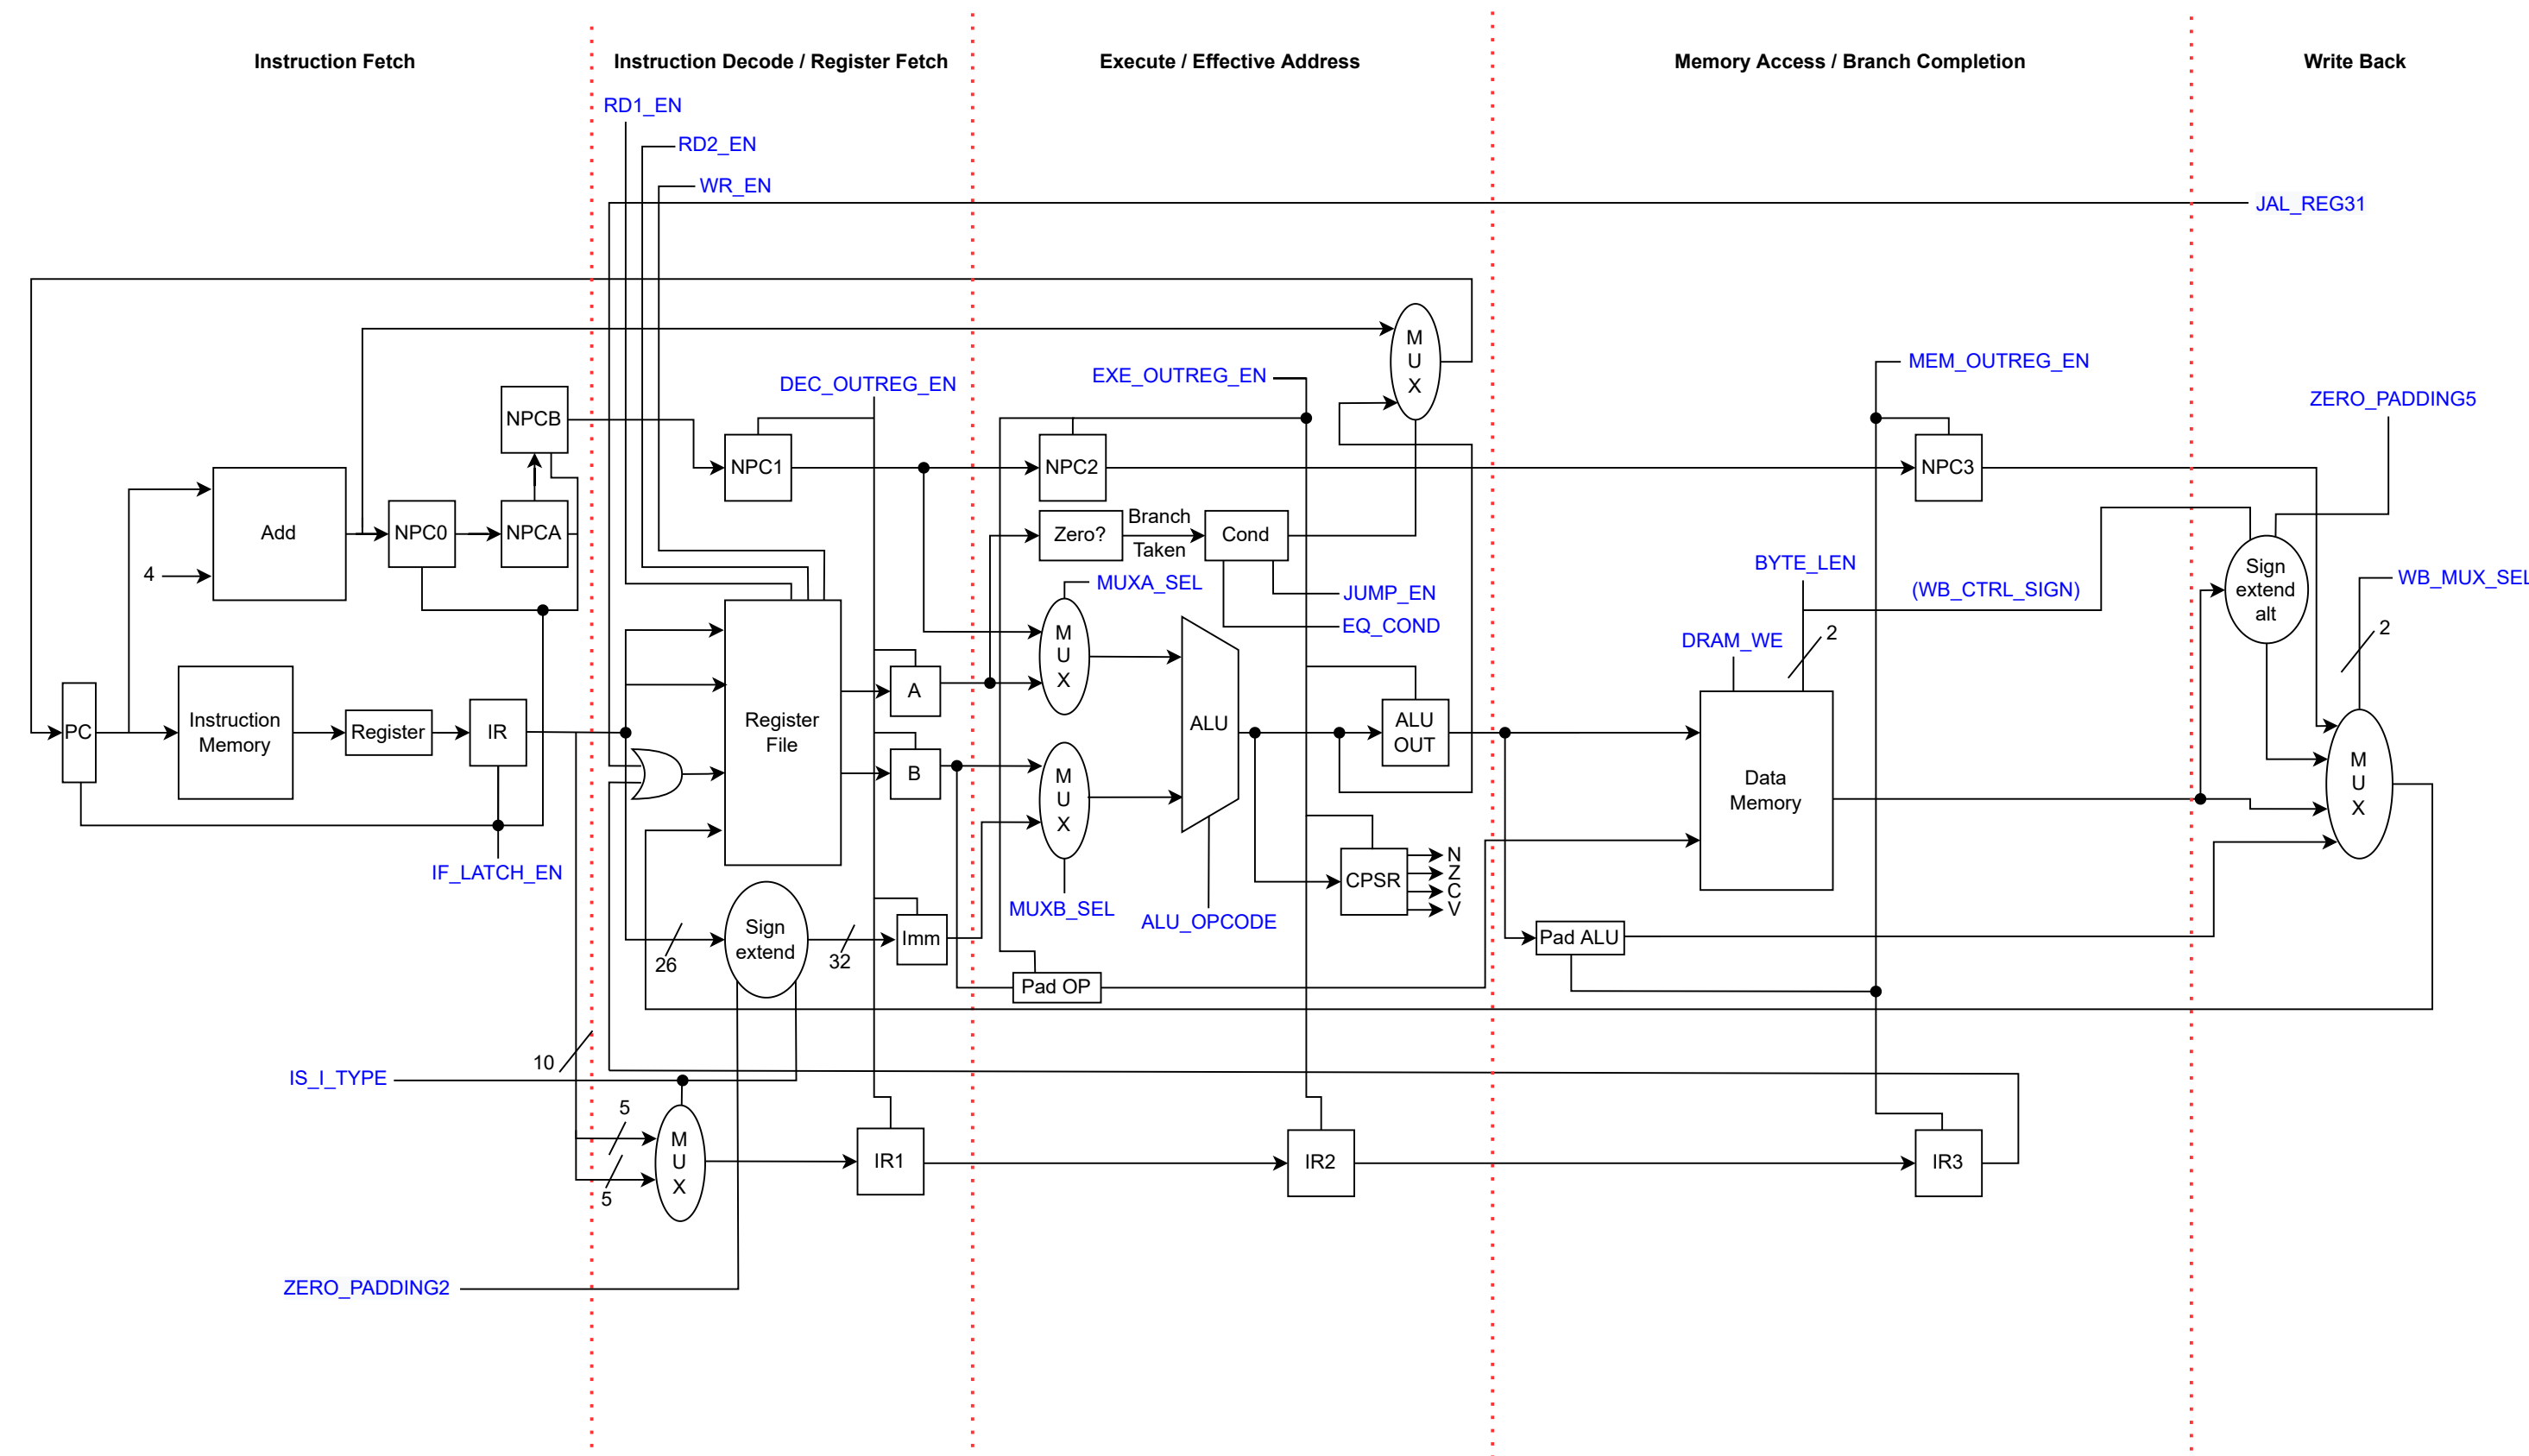 Instruction Fetch
Instruction Decode / Register Fetch
Execute / Effective Address
Memory Access / Branch Completion
Write Back
RD1_EN
RD2_EN
WR_EN
JAL_REG31
DEC_OUTREG_EN
EXE_OUTREG_EN
MEM_OUTREG_EN
ZERO_PADDING5
M
U
X
NPCB
NPC1
NPC2
NPC3
Add
NPC0
NPCA
4
Zero?
Branch
Taken
Cond
MUXA_SEL
JUMP_EN
EQ_COND
BYTE_LEN
(WB_CTRL_SIGN)
DRAM_WE
2
Sign
extend
alt
WB_MUX_SEL
2
PC
Instruction
Memory
Register
IR
IF_LATCH_EN
Register
File
A
B
M
U
X
M
U
X
MUXB_SEL
ALU
ALU_OPCODE
ALU
OUT
CPSR
N
Z
C
V
Data
Memory
M
U
X
Sign
extend
26
32
Imm
Pad OP
Pad ALU
10
IS_I_TYPE
5
5
M
U
X
IR1
IR2
IR3
ZERO_PADDING2